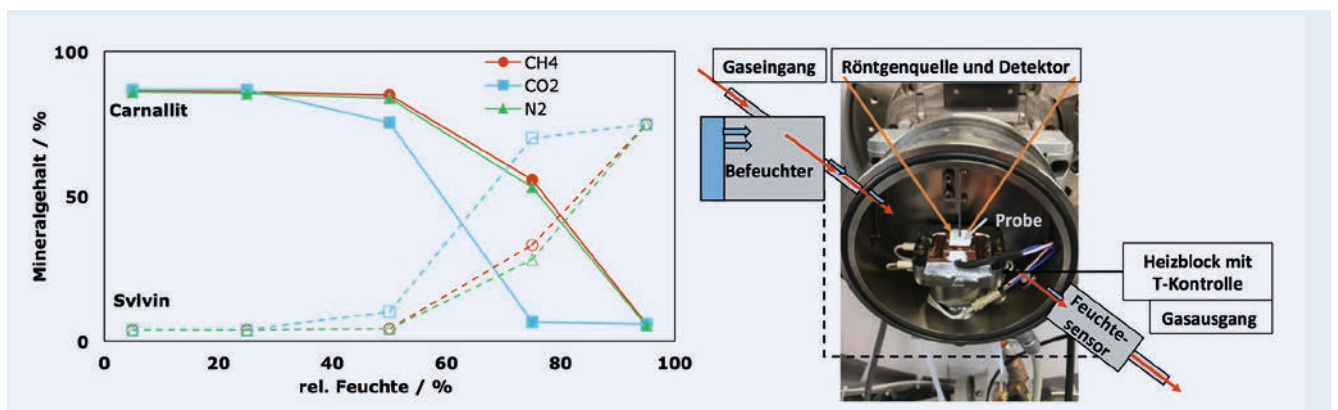 100
50
0
Mineralgehalt / %
Carnallit
Sylvin
CH4
CO2
N2
0 20 40 60 80 100
rel. Feuchte / %
Gaseingang
Röntgenquelle und Detektor
Befeuchter
Probe
Heizblock mit
T-Kontrolle
Gasausgang
Feuchte-
sensor